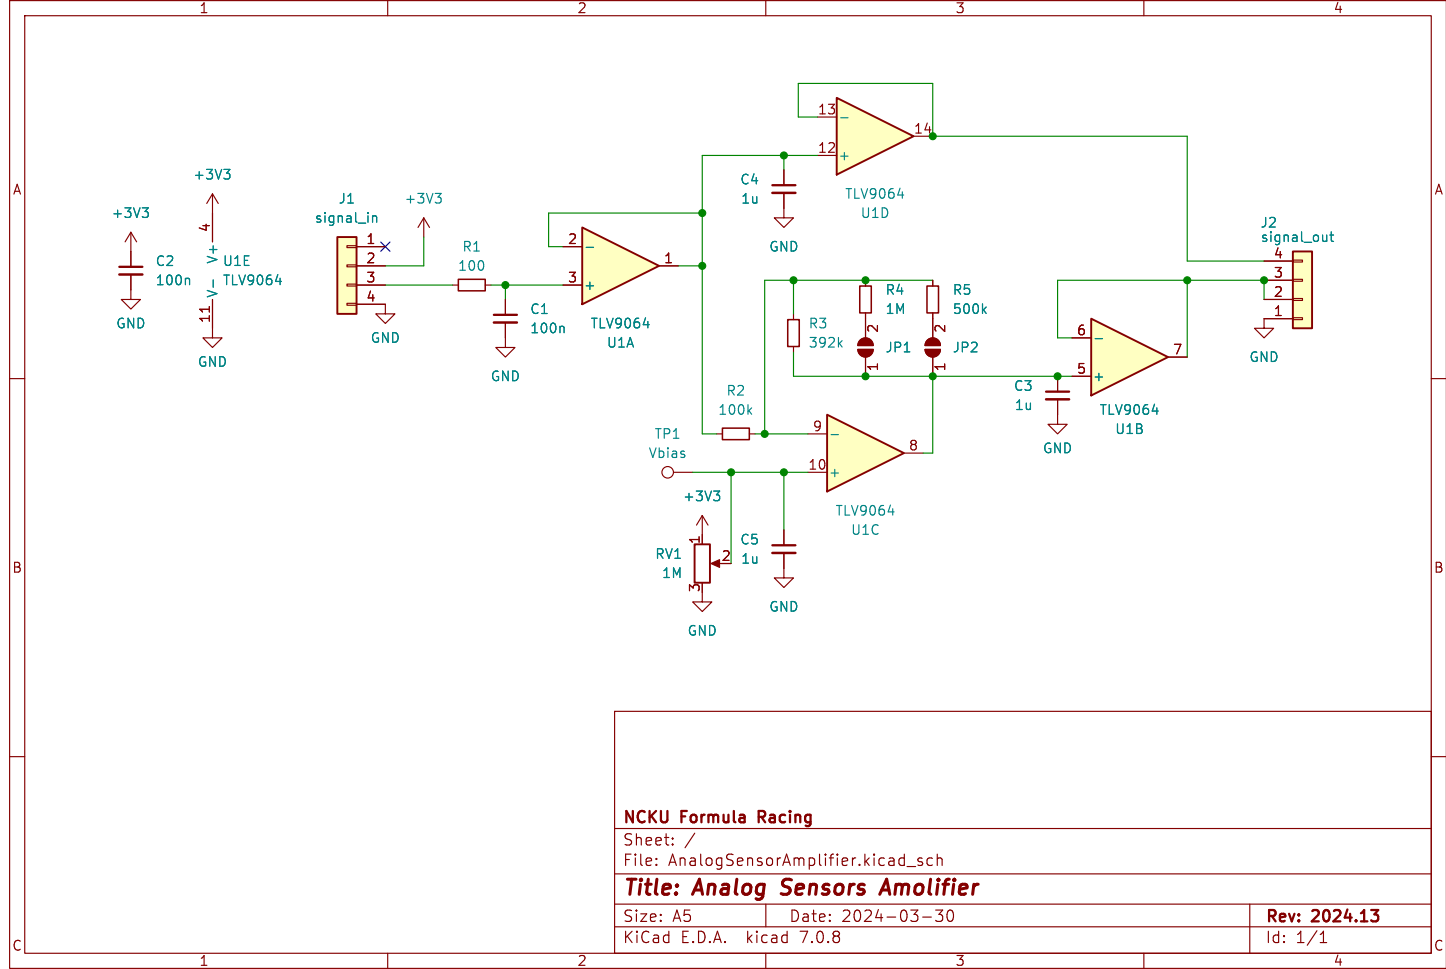 1 2 3 4
A A
B B
C C
1 2 3 4
+3V3
C2
100n
GND
+3V3
4
V+
U1E
TLV9064
V-
11
GND
J1
signal_in
1
2
3
4
+3V3
GND
R1
100
C1
100n
GND
2
-
3
+
1
TLV9064
U1A
13
-
12
+
14
TLV9064
U1D
C4
1u
GND
R2
100k
R3
392k
R4
1M
R5
500k
2
JP1
1
2
JP2
1
9
-
10
+
8
TLV9064
U1C
TP1
Vbias
+3V3
1
RV1
1M
2
3
GND
C5
1u
GND
C3
1u
GND
6
-
5
+
7
TLV9064
U1B
J2
signal_out
4
3
2
1
GND
NCKU Formula Racing
Sheet: /
File: AnalogSensorAmplifier.kicad_sch
Title: Analog Sensors Amolifier
Size: A5 Date: 2024-03-30 Rev: 2024.13
KiCad E.D.A. kicad 7.0.8 Id: 1/1